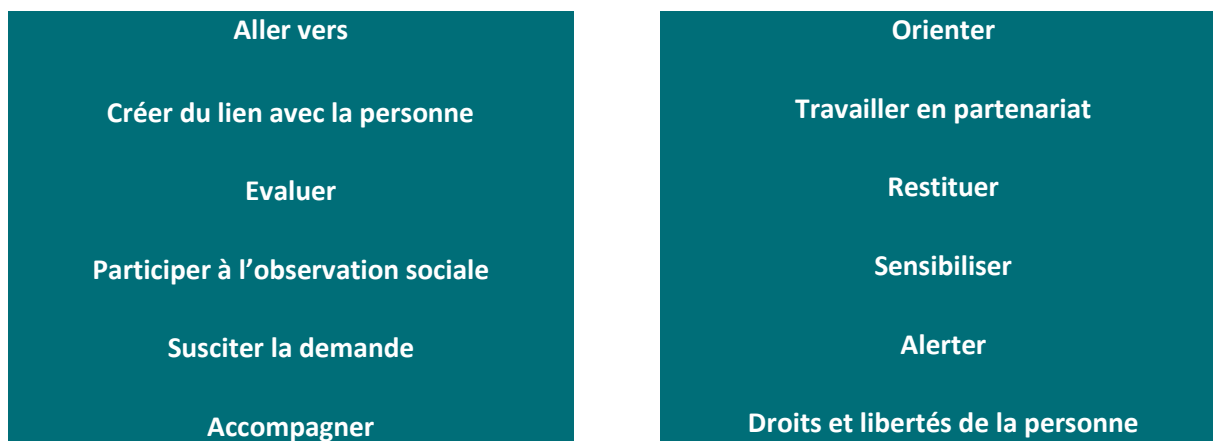 Aller vers
Créer du lien avec la personne
Evaluer
Participer à l’observation sociale
Susciter la demande
Accompagner
Orienter
Travailler en partenariat
Restituer
Sensibiliser
Alerter
Droits et libertés de la personne